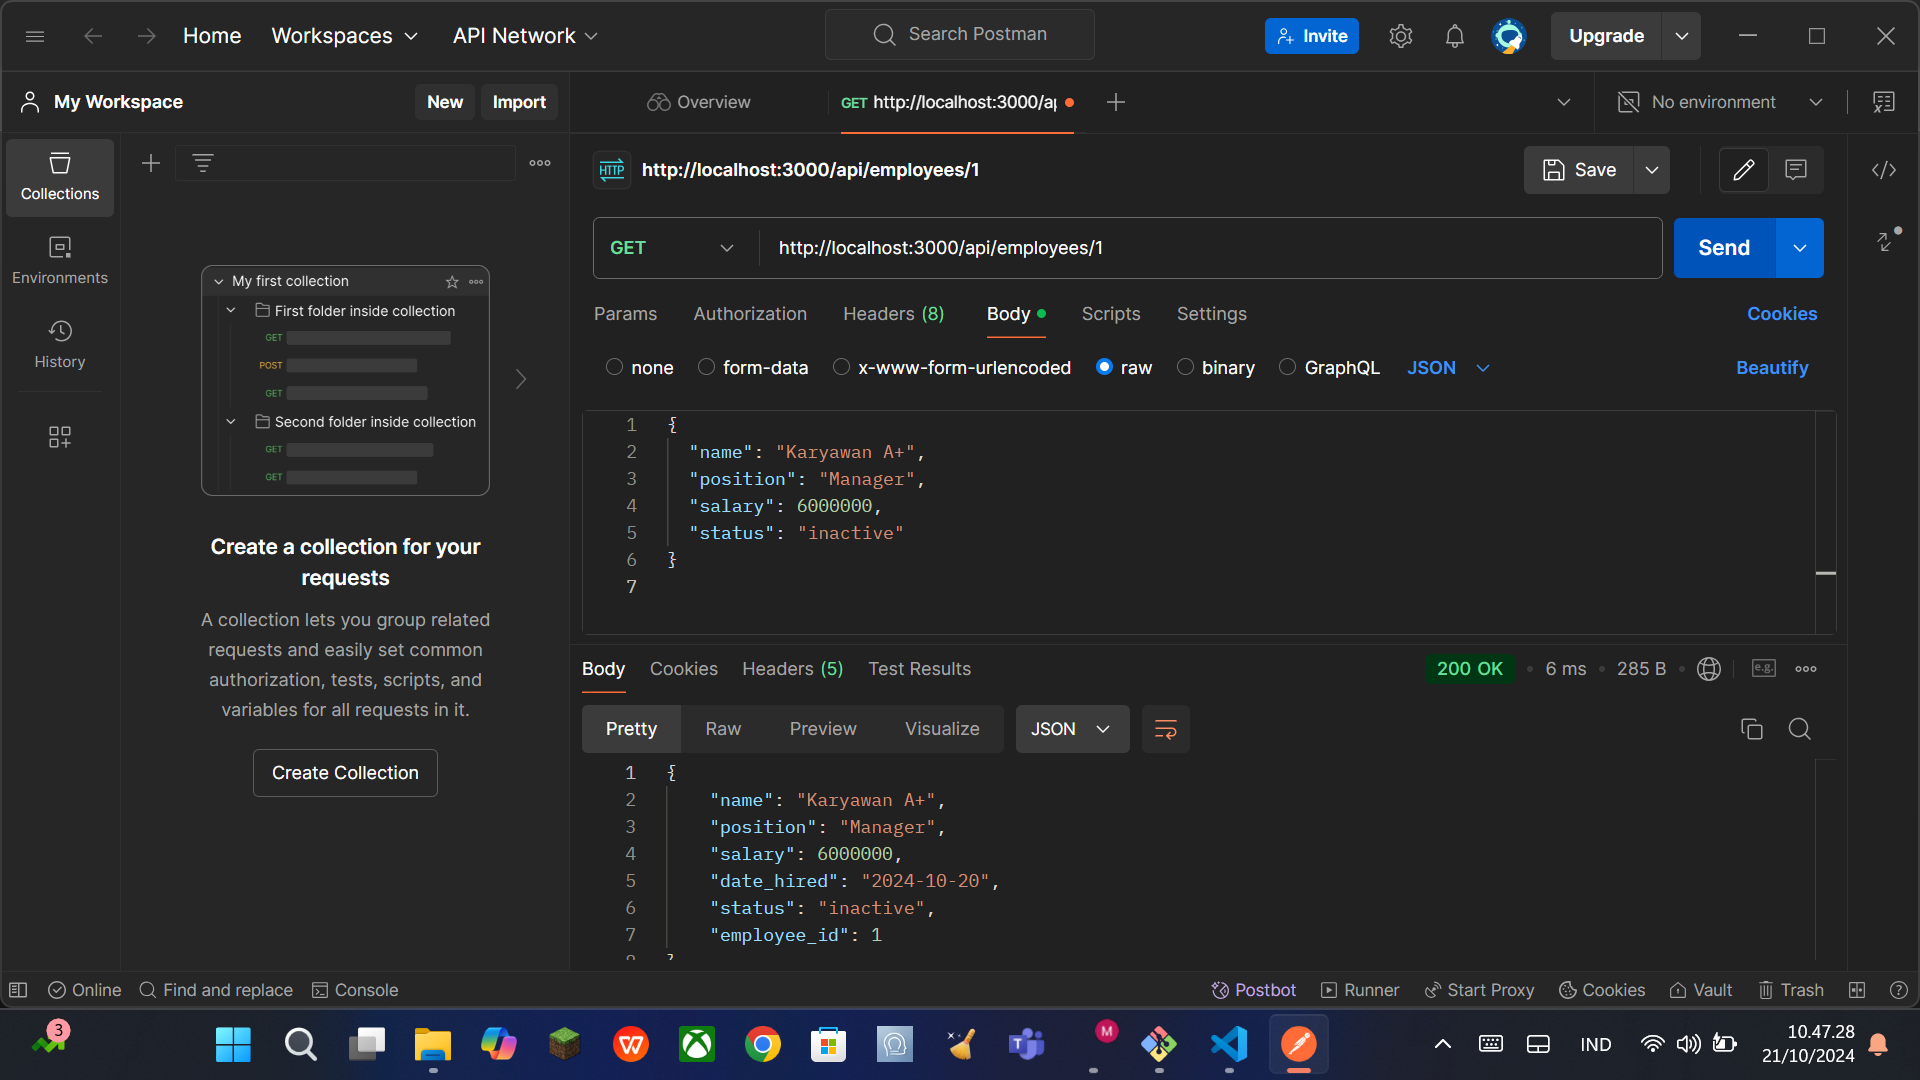 Home
Workspaces
API Network
Search Postman
Invite
Upgrade
My Workspace
New
Import
Overview
GET http://localhost:3000/ap
No environment
Collections
Environments
History
My first collection
First folder inside collection
GET
POST
GET
Second folder inside collection
GET
GET
Create a collection for your
requests
A collection lets you group related
requests and easily set common
authorization, tests, scripts, and
variables for all requests in it.
Create Collection
HTTP http://localhost:3000/api/employees/1
Save
GET http://localhost:3000/api/employees/1
Send
Params Authorization Headers (8) Body Scripts Settings Cookies
none form-data x-www-form-urlencoded raw binary GraphQL JSON Beautify
1 {
2 "name": "Karyawan A+",
3 "position": "Manager",
4 "salary": 6000000,
5 "status": "inactive"
6 }
7
Body Cookies Headers (5) Test Results 200 OK 6 ms 285 B e.g.
Pretty Raw Preview Visualize JSON
1 {
2 "name": "Karyawan A+",
3 "position": "Manager",
4 "salary": 6000000,
5 "date_hired": "2024-10-20",
6 "status": "inactive",
7 "employee_id": 1
8 }
Online Find and replace Console Postbot Runner Start Proxy Cookies Vault Trash
3
M
IND
10.47.28
21/10/2024